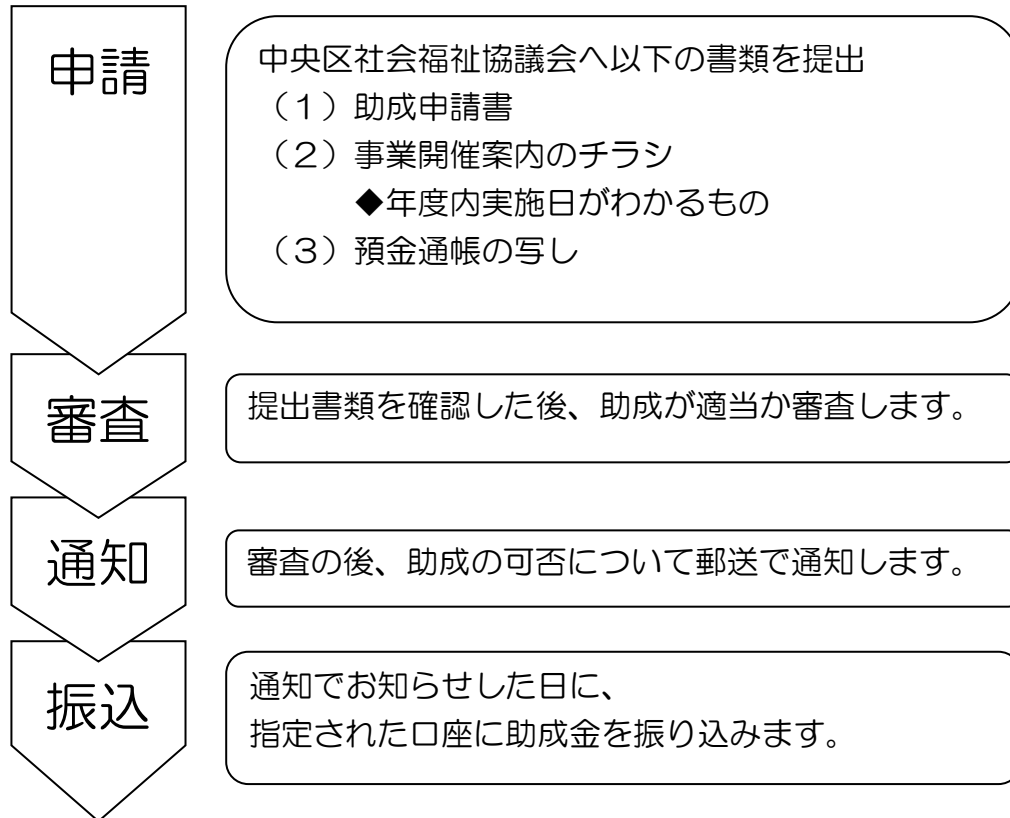 申請
中央区社会福祉協議会へ以下の書類を提出
（１）助成申請書
（２）事業開催案内のチラシ
◆年度内実施日がわかるもの
（３）預金通帳の写し
審査
提出書類を確認した後、助成が適当か審査します。
通知
審査の後、助成の可否について郵送で通知します。
振込
通知でお知らせした日に、
指定された口座に助成金を振り込みます。